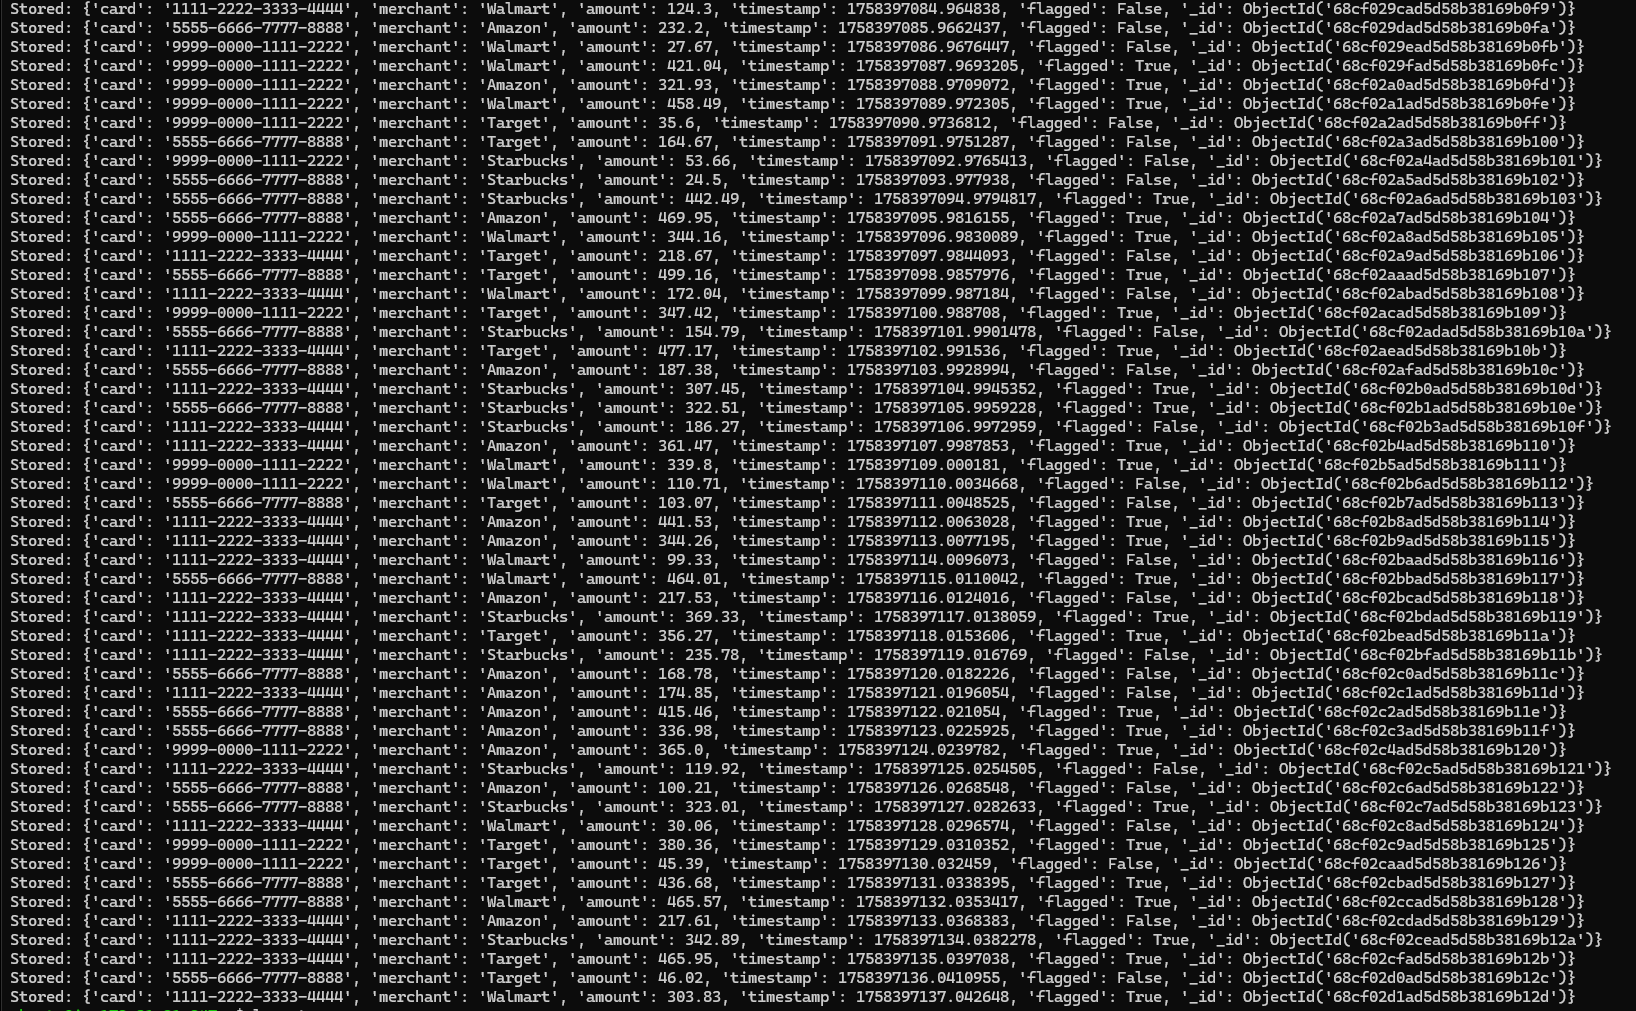 Stored: {'card': '1111-2222-3333-4444', 'merchant': 'Walmart', 'amount': 124.3, 'timestamp': 1758397084.964838, 'flagged': False, '_id': ObjectId('68cf029cad5d58b38169b0f9')}
Stored: {'card': '5555-6666-7777-8888', 'merchant': 'Amazon', 'amount': 232.2, 'timestamp': 1758397085.9662437, 'flagged': False, '_id': ObjectId('68cf029dad5d58b38169b0fa')}
Stored: {'card': '9999-0000-1111-2222', 'merchant': 'Walmart', 'amount': 27.67, 'timestamp': 1758397086.9676447, 'flagged': False, '_id': ObjectId('68cf029ead5d58b38169b0fb')}
Stored: {'card': '9999-0000-1111-2222', 'merchant': 'Walmart', 'amount': 421.04, 'timestamp': 1758397087.9693205, 'flagged': True, '_id': ObjectId('68cf029fad5d58b38169b0fc')}
Stored: {'card': '9999-0000-1111-2222', 'merchant': 'Amazon', 'amount': 321.93, 'timestamp': 1758397088.9709072, 'flagged': True, '_id': ObjectId('68cf02a0ad5d58b38169b0fd')}
Stored: {'card': '9999-0000-1111-2222', 'merchant': 'Walmart', 'amount': 458.49, 'timestamp': 1758397089.972305, 'flagged': True, '_id': ObjectId('68cf02a1ad5d58b38169b0fe')}
Stored: {'card': '9999-0000-1111-2222', 'merchant': 'Target', 'amount': 35.6, 'timestamp': 1758397090.9736812, 'flagged': False, '_id': ObjectId('68cf02a2ad5d58b38169b0ff')}
Stored: {'card': '5555-6666-7777-8888', 'merchant': 'Target', 'amount': 164.67, 'timestamp': 1758397091.9751287, 'flagged': False, '_id': ObjectId('68cf02a3ad5d58b38169b100')}
Stored: {'card': '9999-0000-1111-2222', 'merchant': 'Starbucks', 'amount': 53.66, 'timestamp': 1758397092.9765413, 'flagged': False, '_id': ObjectId('68cf02a4ad5d58b38169b101')}
Stored: {'card': '5555-6666-7777-8888', 'merchant': 'Starbucks', 'amount': 24.5, 'timestamp': 1758397093.977938, 'flagged': False, '_id': ObjectId('68cf02a5ad5d58b38169b102')}
Stored: {'card': '5555-6666-7777-8888', 'merchant': 'Starbucks', 'amount': 442.49, 'timestamp': 1758397094.9794817, 'flagged': True, '_id': ObjectId('68cf02a6ad5d58b38169b103')}
Stored: {'card': '5555-6666-7777-8888', 'merchant': 'Amazon', 'amount': 469.95, 'timestamp': 1758397095.9816155, 'flagged': True, '_id': ObjectId('68cf02a7ad5d58b38169b104')}
Stored: {'card': '9999-0000-1111-2222', 'merchant': 'Walmart', 'amount': 344.16, 'timestamp': 1758397096.9830089, 'flagged': True, '_id': ObjectId('68cf02a8ad5d58b38169b105')}
Stored: {'card': '1111-2222-3333-4444', 'merchant': 'Target', 'amount': 218.67, 'timestamp': 1758397097.9844093, 'flagged': False, '_id': ObjectId('68cf02a9ad5d58b38169b106')}
Stored: {'card': '5555-6666-7777-8888', 'merchant': 'Target', 'amount': 499.16, 'timestamp': 1758397098.9857976, 'flagged': True, '_id': ObjectId('68cf02aaad5d58b38169b107')}
Stored: {'card': '1111-2222-3333-4444', 'merchant': 'Walmart', 'amount': 172.04, 'timestamp': 1758397099.987184, 'flagged': False, '_id': ObjectId('68cf02abad5d58b38169b108')}
Stored: {'card': '9999-0000-1111-2222', 'merchant': 'Target', 'amount': 347.42, 'timestamp': 1758397100.988708, 'flagged': True, '_id': ObjectId('68cf02acad5d58b38169b109')}
Stored: {'card': '5555-6666-7777-8888', 'merchant': 'Starbucks', 'amount': 154.79, 'timestamp': 1758397101.9901478, 'flagged': False, '_id': ObjectId('68cf02adad5d58b38169b10a')}
Stored: {'card': '1111-2222-3333-4444', 'merchant': 'Target', 'amount': 477.17, 'timestamp': 1758397102.991536, 'flagged': True, '_id': ObjectId('68cf02aead5d58b38169b10b')}
Stored: {'card': '5555-6666-7777-8888', 'merchant': 'Amazon', 'amount': 187.38, 'timestamp': 1758397103.9928994, 'flagged': False, '_id': ObjectId('68cf02afad5d58b38169b10c')}
Stored: {'card': '1111-2222-3333-4444', 'merchant': 'Starbucks', 'amount': 307.45, 'timestamp': 1758397104.9945352, 'flagged': True, '_id': ObjectId('68cf02b0ad5d58b38169b10d')}
Stored: {'card': '5555-6666-7777-8888', 'merchant': 'Starbucks', 'amount': 322.51, 'timestamp': 1758397105.9959228, 'flagged': True, '_id': ObjectId('68cf02b1ad5d58b38169b10e')}
Stored: {'card': '1111-2222-3333-4444', 'merchant': 'Starbucks', 'amount': 186.27, 'timestamp': 1758397106.9972959, 'flagged': False, '_id': ObjectId('68cf02b3ad5d58b38169b10f')}
Stored: {'card': '1111-2222-3333-4444', 'merchant': 'Amazon', 'amount': 361.47, 'timestamp': 1758397107.9987853, 'flagged': True, '_id': ObjectId('68cf02b4ad5d58b38169b110')}
Stored: {'card': '9999-0000-1111-2222', 'merchant': 'Walmart', 'amount': 339.8, 'timestamp': 1758397109.000181, 'flagged': True, '_id': ObjectId('68cf02b5ad5d58b38169b111')}
Stored: {'card': '9999-0000-1111-2222', 'merchant': 'Walmart', 'amount': 110.71, 'timestamp': 1758397110.0034668, 'flagged': False, '_id': ObjectId('68cf02b6ad5d58b38169b112')}
Stored: {'card': '5555-6666-7777-8888', 'merchant': 'Target', 'amount': 103.07, 'timestamp': 1758397111.0048525, 'flagged': False, '_id': ObjectId('68cf02b7ad5d58b38169b113')}
Stored: {'card': '1111-2222-3333-4444', 'merchant': 'Amazon', 'amount': 441.53, 'timestamp': 1758397112.0063028, 'flagged': True, '_id': ObjectId('68cf02b8ad5d58b38169b114')}
Stored: {'card': '1111-2222-3333-4444', 'merchant': 'Amazon', 'amount': 344.26, 'timestamp': 1758397113.0077195, 'flagged': True, '_id': ObjectId('68cf02b9ad5d58b38169b115')}
Stored: {'card': '1111-2222-3333-4444', 'merchant': 'Walmart', 'amount': 99.33, 'timestamp': 1758397114.0096073, 'flagged': False, '_id': ObjectId('68cf02baad5d58b38169b116')}
Stored: {'card': '5555-6666-7777-8888', 'merchant': 'Walmart', 'amount': 464.01, 'timestamp': 1758397115.0110042, 'flagged': True, '_id': ObjectId('68cf02bbad5d58b38169b117')}
Stored: {'card': '1111-2222-3333-4444', 'merchant': 'Amazon', 'amount': 217.53, 'timestamp': 1758397116.0124016, 'flagged': False, '_id': ObjectId('68cf02bcad5d58b38169b118')}
Stored: {'card': '1111-2222-3333-4444', 'merchant': 'Starbucks', 'amount': 369.33, 'timestamp': 1758397117.0138059, 'flagged': True, '_id': ObjectId('68cf02bdad5d58b38169b119')}
Stored: {'card': '1111-2222-3333-4444', 'merchant': 'Target', 'amount': 356.27, 'timestamp': 1758397118.0153606, 'flagged': True, '_id': ObjectId('68cf02bead5d58b38169b11a')}
Stored: {'card': '1111-2222-3333-4444', 'merchant': 'Starbucks', 'amount': 235.78, 'timestamp': 1758397119.016769, 'flagged': False, '_id': ObjectId('68cf02bfad5d58b38169b11b')}
Stored: {'card': '5555-6666-7777-8888', 'merchant': 'Amazon', 'amount': 168.78, 'timestamp': 1758397120.0182226, 'flagged': False, '_id': ObjectId('68cf02c0ad5d58b38169b11c')}
Stored: {'card': '1111-2222-3333-4444', 'merchant': 'Amazon', 'amount': 174.85, 'timestamp': 1758397121.0196054, 'flagged': False, '_id': ObjectId('68cf02c1ad5d58b38169b11d')}
Stored: {'card': '5555-6666-7777-8888', 'merchant': 'Amazon', 'amount': 415.46, 'timestamp': 1758397122.021054, 'flagged': True, '_id': ObjectId('68cf02c2ad5d58b38169b11e')}
Stored: {'card': '5555-6666-7777-8888', 'merchant': 'Amazon', 'amount': 336.98, 'timestamp': 1758397123.0225925, 'flagged': True, '_id': ObjectId('68cf02c3ad5d58b38169b11f')}
Stored: {'card': '9999-0000-1111-2222', 'merchant': 'Amazon', 'amount': 365.0, 'timestamp': 1758397124.0239782, 'flagged': True, '_id': ObjectId('68cf02c4ad5d58b38169b120')}
Stored: {'card': '1111-2222-3333-4444', 'merchant': 'Starbucks', 'amount': 119.92, 'timestamp': 1758397125.0254505, 'flagged': False, '_id': ObjectId('68cf02c5ad5d58b38169b121')}
Stored: {'card': '5555-6666-7777-8888', 'merchant': 'Amazon', 'amount': 100.21, 'timestamp': 1758397126.0268548, 'flagged': False, '_id': ObjectId('68cf02c6ad5d58b38169b122')}
Stored: {'card': '5555-6666-7777-8888', 'merchant': 'Starbucks', 'amount': 323.01, 'timestamp': 1758397127.0282633, 'flagged': True, '_id': ObjectId('68cf02c7ad5d58b38169b123')}
Stored: {'card': '1111-2222-3333-4444', 'merchant': 'Walmart', 'amount': 30.06, 'timestamp': 1758397128.0296574, 'flagged': False, '_id': ObjectId('68cf02c8ad5d58b38169b124')}
Stored: {'card': '9999-0000-1111-2222', 'merchant': 'Target', 'amount': 380.36, 'timestamp': 1758397129.0310352, 'flagged': True, '_id': ObjectId('68cf02c9ad5d58b38169b125')}
Stored: {'card': '9999-0000-1111-2222', 'merchant': 'Target', 'amount': 45.39, 'timestamp': 1758397130.032459, 'flagged': False, '_id': ObjectId('68cf02caad5d58b38169b126')}
Stored: {'card': '5555-6666-7777-8888', 'merchant': 'Target', 'amount': 436.68, 'timestamp': 1758397131.0338395, 'flagged': True, '_id': ObjectId('68cf02cbad5d58b38169b127')}
Stored: {'card': '5555-6666-7777-8888', 'merchant': 'Walmart', 'amount': 465.57, 'timestamp': 1758397132.0353417, 'flagged': True, '_id': ObjectId('68cf02ccad5d58b38169b128')}
Stored: {'card': '1111-2222-3333-4444', 'merchant': 'Amazon', 'amount': 217.61, 'timestamp': 1758397133.0368383, 'flagged': False, '_id': ObjectId('68cf02cdad5d58b38169b129')}
Stored: {'card': '1111-2222-3333-4444', 'merchant': 'Starbucks', 'amount': 342.89, 'timestamp': 1758397134.0382278, 'flagged': True, '_id': ObjectId('68cf02cead5d58b38169b12a')}
Stored: {'card': '1111-2222-3333-4444', 'merchant': 'Target', 'amount': 465.95, 'timestamp': 1758397135.0397038, 'flagged': True, '_id': ObjectId('68cf02cfad5d58b38169b12b')}
Stored: {'card': '5555-6666-7777-8888', 'merchant': 'Target', 'amount': 46.02, 'timestamp': 1758397136.0410955, 'flagged': False, '_id': ObjectId('68cf02d0ad5d58b38169b12c')}
Stored: {'card': '1111-2222-3333-4444', 'merchant': 'Walmart', 'amount': 303.83, 'timestamp': 1758397137.042648, 'flagged': True, '_id': ObjectId('68cf02d1ad5d58b38169b12d')}